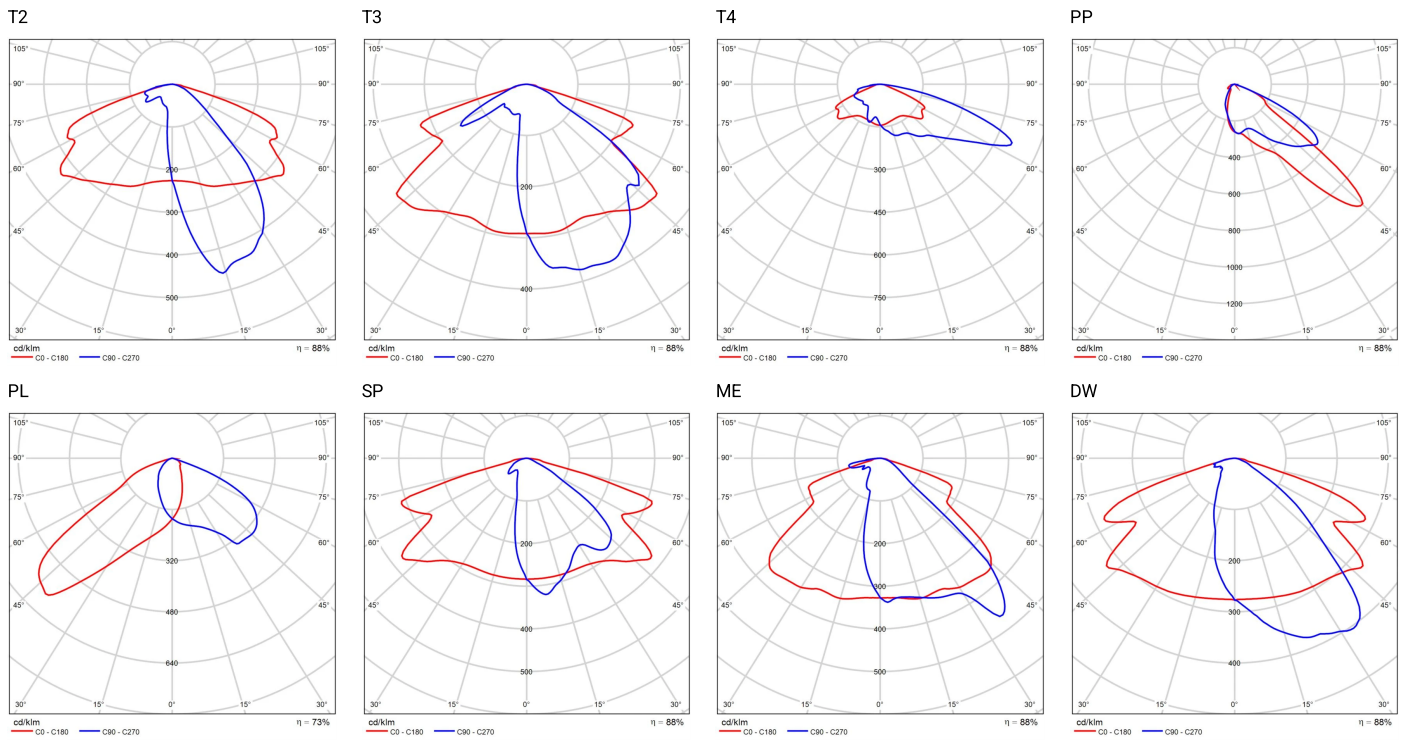 T2
T3
T4
PP
105° 105° 105° 105° 105° 105° 105° 105°
90° 90° 90° 90° 90° 90° 90° 90°
75° 75° 75° 75° 75° 75° 75° 75°
60° 200 60° 60° 200 60° 60° 300 60° 60° 400 60°
300 450 600
45° 45° 45° 45° 45° 45° 45° 45°
400 400 600 800
500 750 1000
1200
30° 15° 0° 15° 30° 30° 15° 0° 15° 30° 30° 15° 0° 15° 30° 30° 15° 0° 15° 30°
cd/klm η = 88% cd/klm η = 88% cd/klm η = 88% cd/klm η = 88%
C0 - C180 C90 - C270 C0 - C180 C90 - C270 C0 - C180 C90 - C270 C0 - C180 C90 - C270
PL
SP
ME
DW
105° 105° 105° 105° 105° 105° 105° 105°
90° 90° 90° 90° 90° 90° 90° 90°
75° 75° 75° 75° 75° 75° 75° 75°
60° 320 60° 60° 200 60° 60° 200 60° 60° 200 60°
300
45° 480 45° 45° 45° 45° 45° 45° 300 45°
400 400
640 500 500 400
30° 15° 0° 15° 30° 30° 15° 0° 15° 30° 30° 15° 0° 15° 30° 30° 15° 0° 15° 30°
cd/klm η = 73% cd/klm η = 88% cd/klm η = 88% cd/klm η = 88%
C0 - C180 C90 - C270 C0 - C180 C90 - C270 C0 - C180 C90 - C270 C0 - C180 C90 - C270